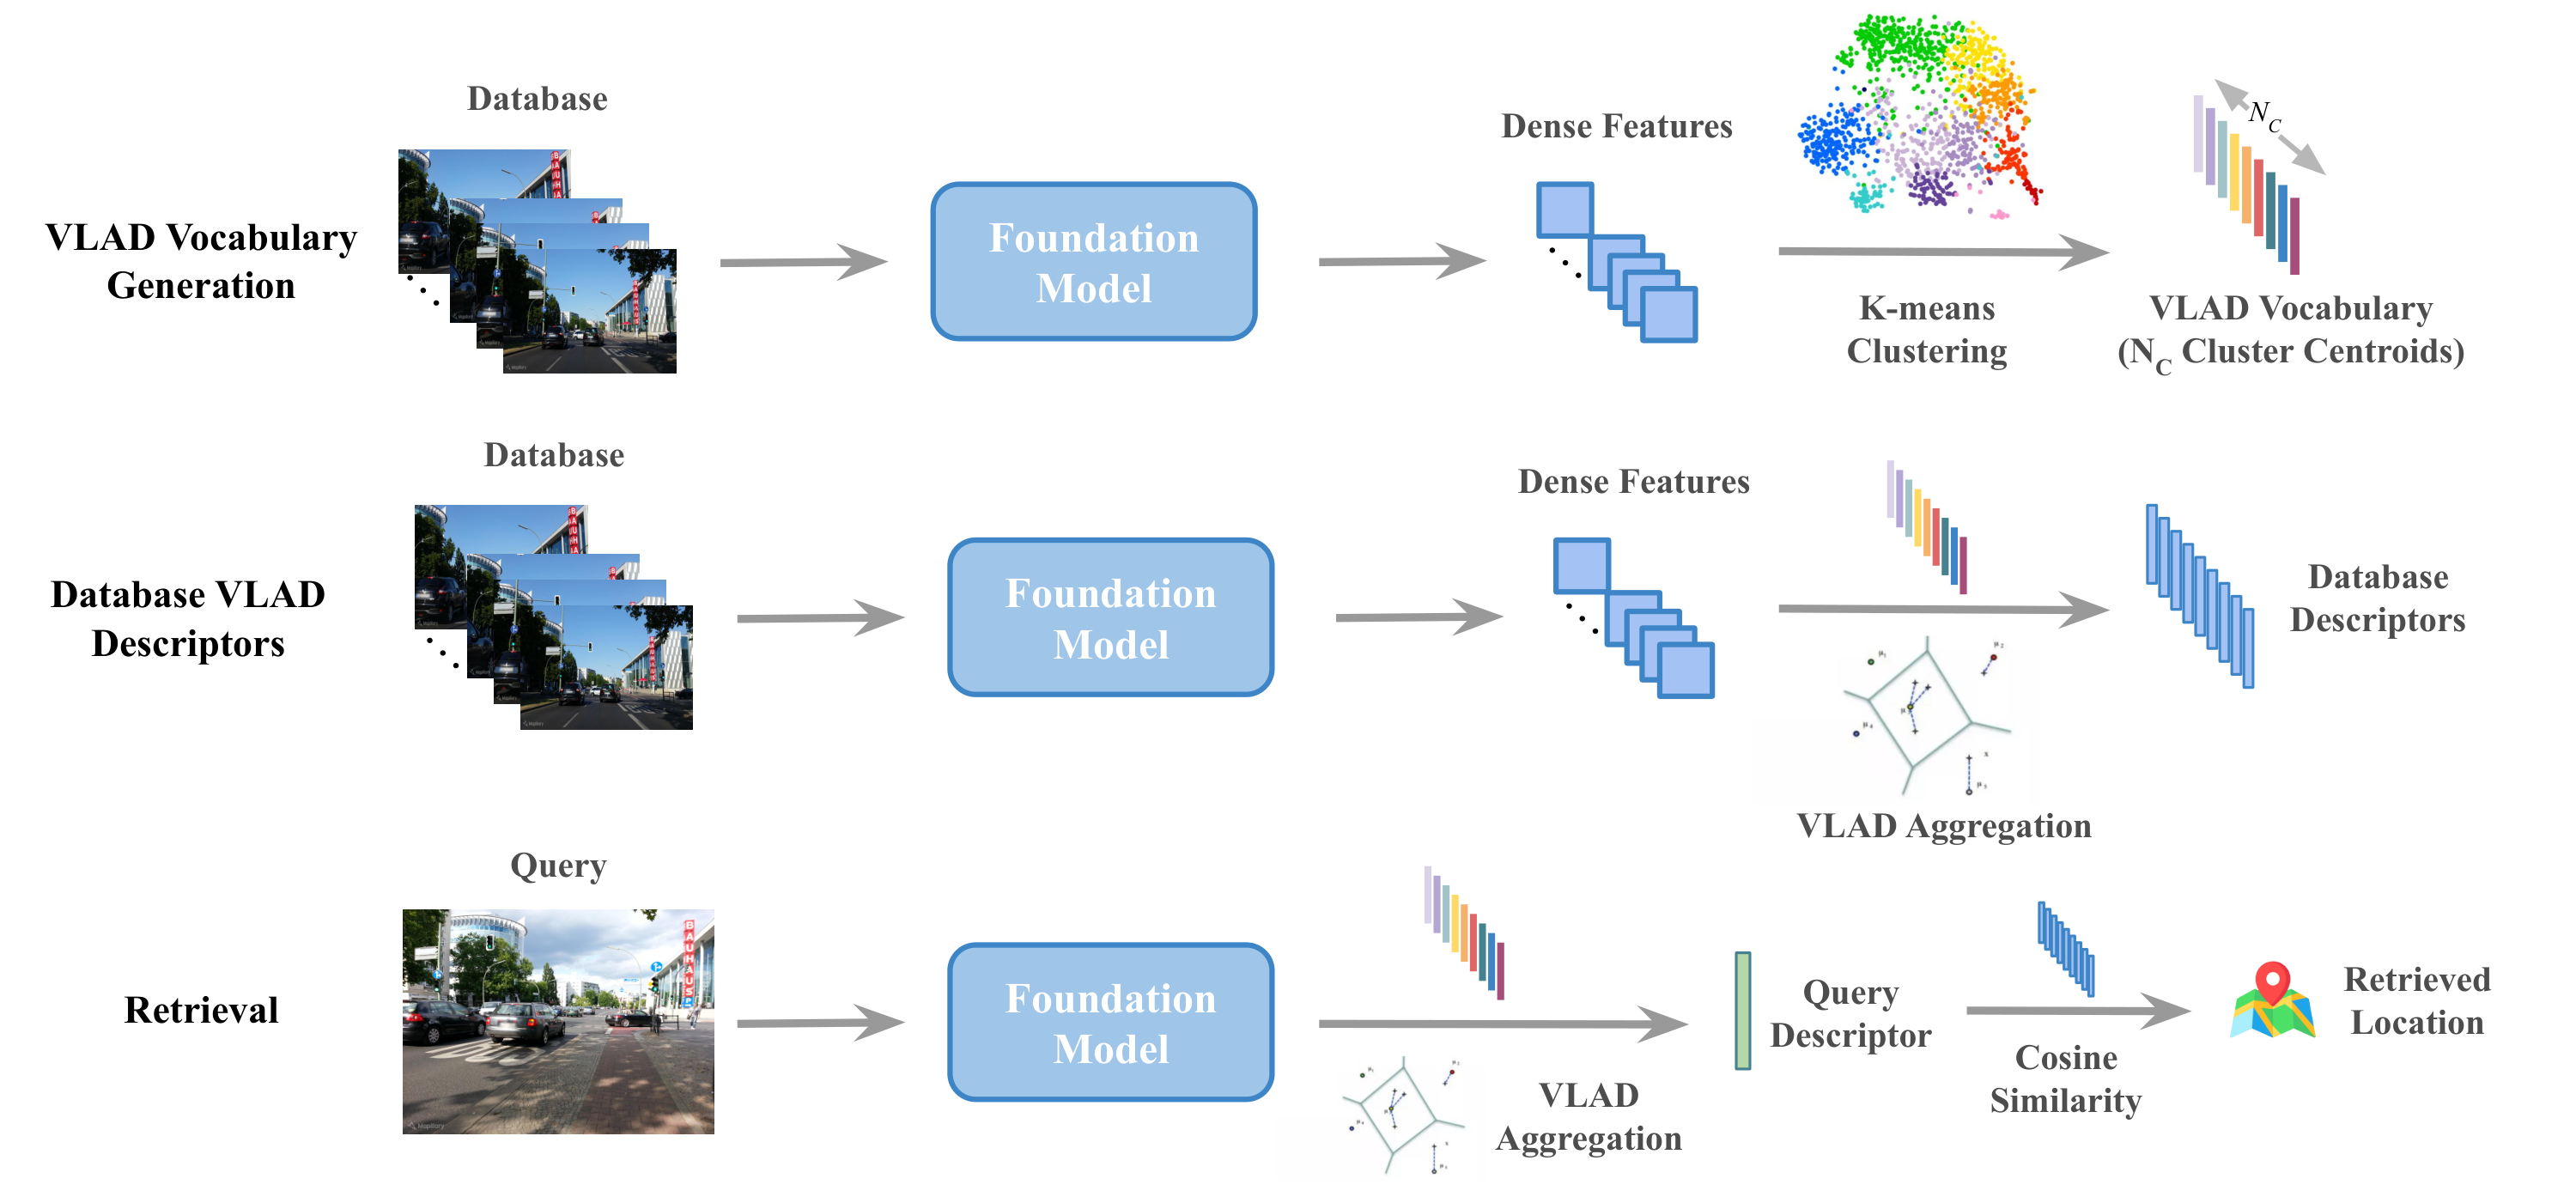 Database
Dense Features
N_C
VLAD Vocabulary
Generation
Foundation
Model
K-means
Clustering
VLAD Vocabulary
(N_C Cluster Centroids)
Database
Dense Features
Database VLAD
Descriptors
Foundation
Model
Database
Descriptors
VLAD Aggregation
Query
BAUHAUS
Retrieval
Foundation
Model
Query
Descriptor
Retrieved
Location
VLAD
Aggregation
Cosine
Similarity